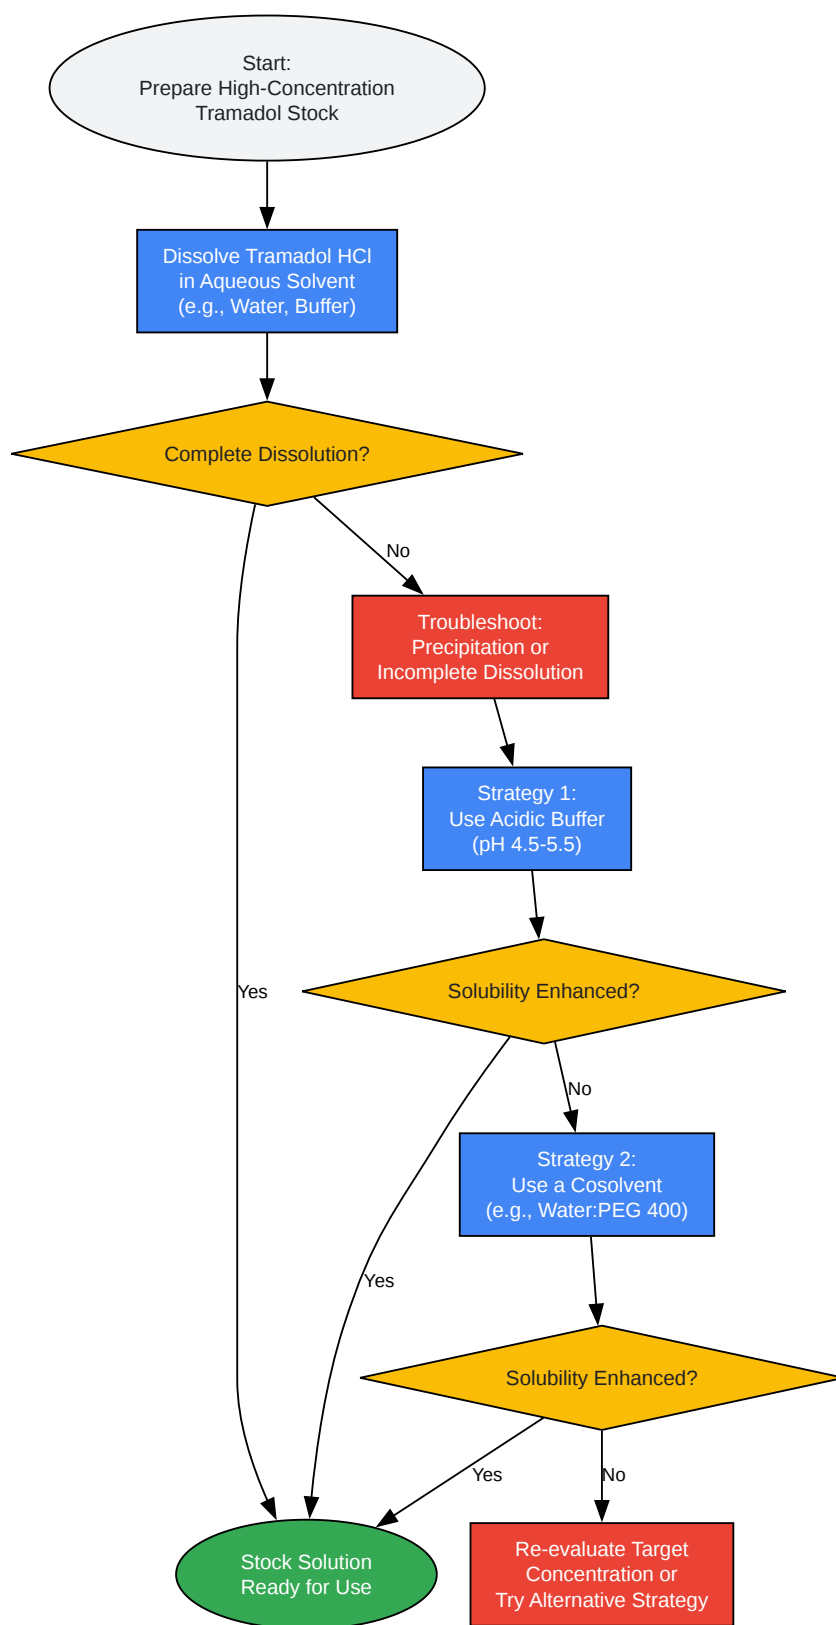 Start:
Prepare High-Concentration
Tramadol Stock
Dissolve Tramadol HCl
in Aqueous Solvent
(e.g., Water, Buffer)
Complete Dissolution?
No
Troubleshoot:
Precipitation or
Incomplete Dissolution
Strategy 1:
Use Acidic Buffer
(pH 4.5-5.5)
Yes
Solubility Enhanced?
No
Strategy 2:
Use a Cosolvent
(e.g., Water:PEG 400)
Yes
Solubility Enhanced?
Yes
No
Stock Solution
Ready for Use
Re-evaluate Target
Concentration or
Try Alternative Strategy